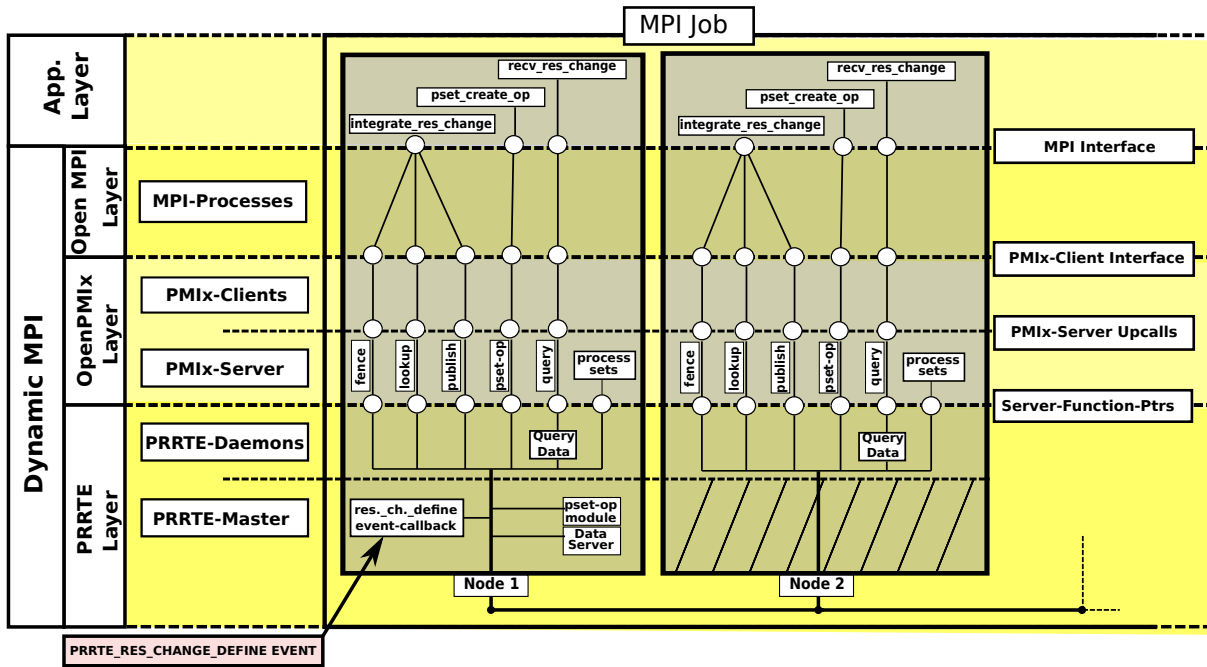 MPI Job
App.
Layer
recv_res_change
pset_create_op
integrate_res_change
recv_res_change
pset_create_op
integrate_res_change
MPI Interface
Dynamic MPI
Open MPI
Layer
MPI-Processes
PMIx-Client Interface
OpenPMIx
Layer
PMIx-Clients
PMIx-Server Upcalls
PMIx-Server
fence
lookup
publish
pset-op
query
process
sets
fence
lookup
publish
pset-op
query
process
sets
Server-Function-Ptrs
PRRTE
Layer
PRRTE-Daemons
Query
Data
Query
Data
PRRTE-Master
res._ch._define
event-callback
pset-op
module
Data
Server
Node 1
Node 2
PRRTE_RES_CHANGE_DEFINE EVENT